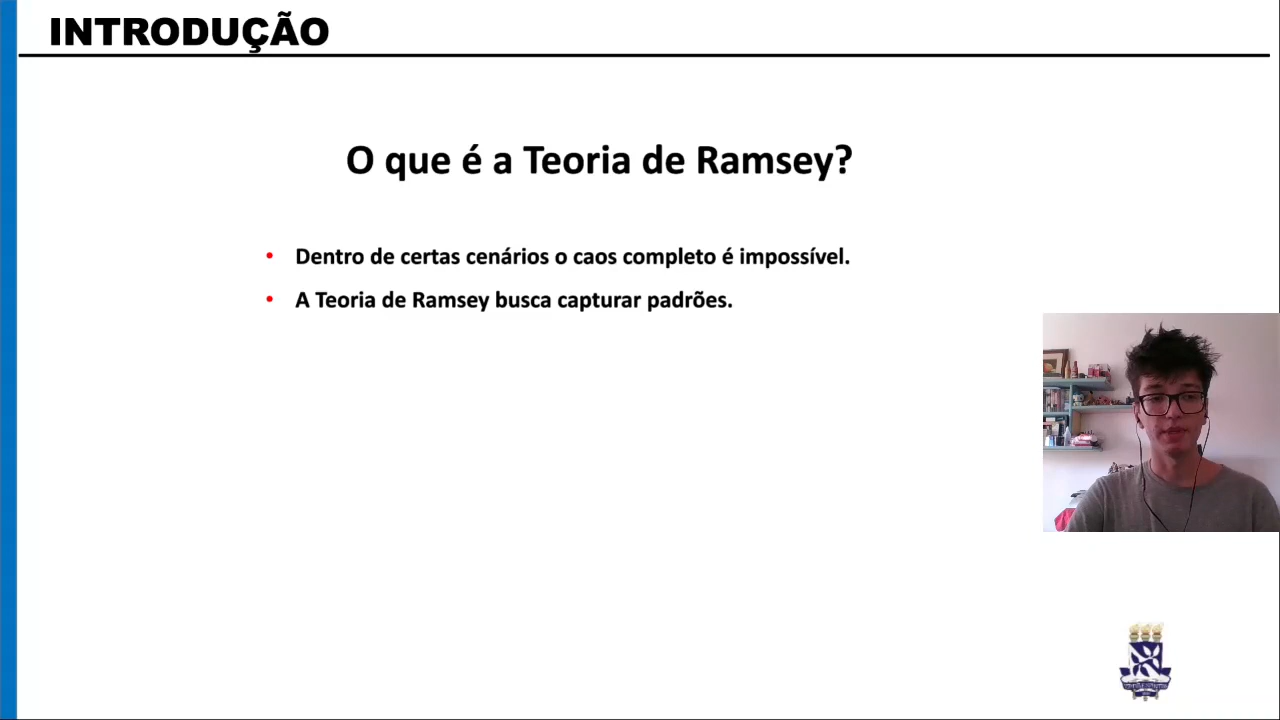 INTRODUÇÃO
O que é a Teoria de Ramsey?
• Dentro de certas cenários o caos completo é impossível.
• A Teoria de Ramsey busca capturar padrões.